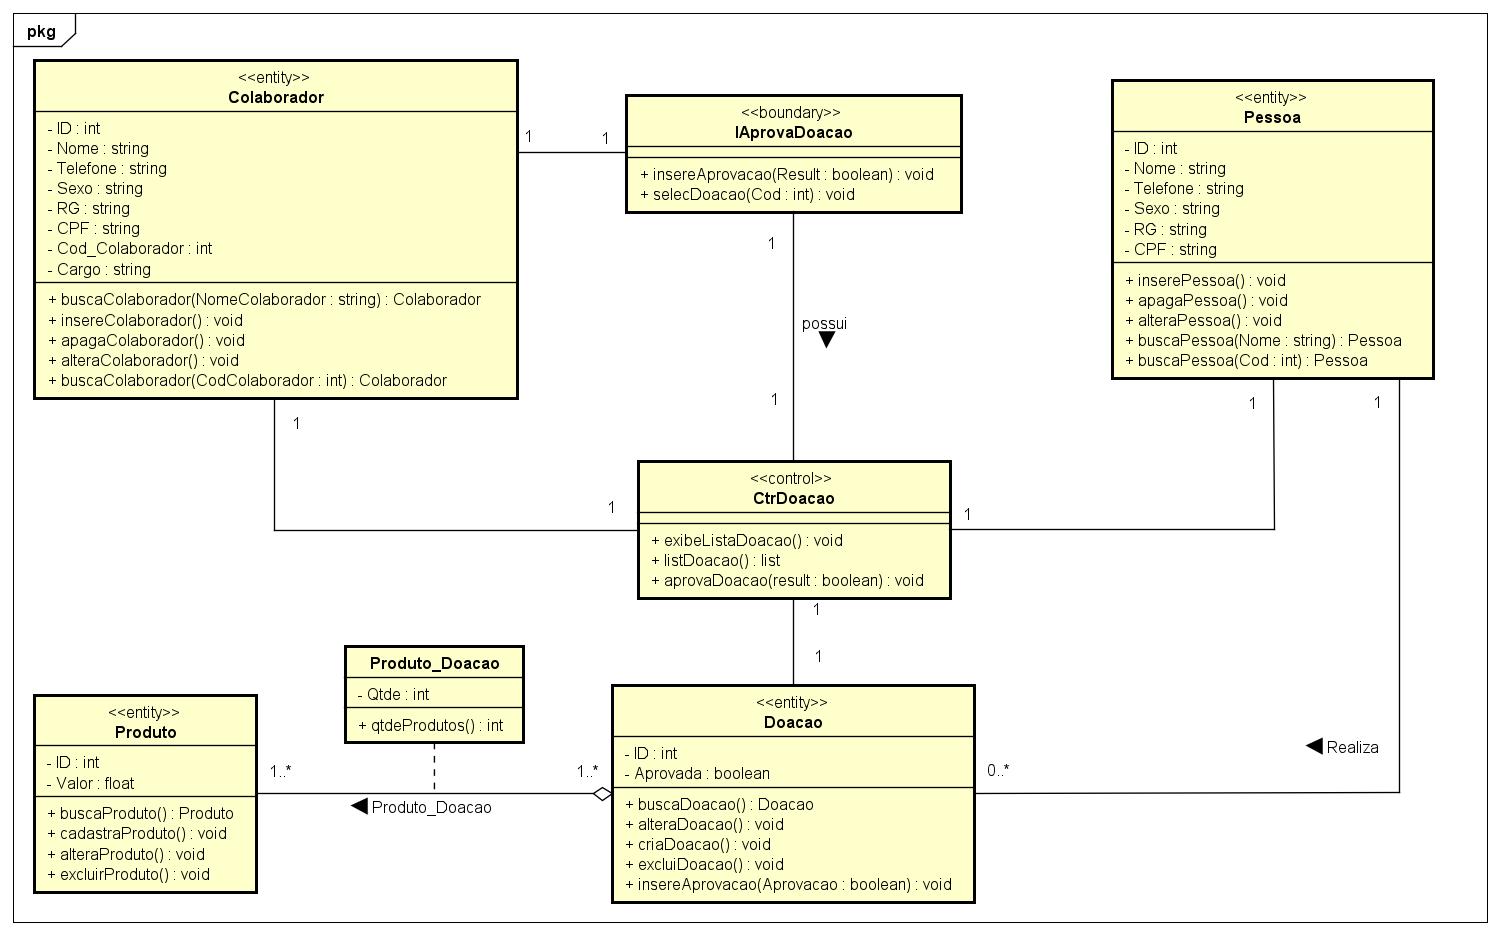 pkg
<<entity>>
Colaborador
- ID : int
- Nome : string
- Telefone : string
- Sexo : string
- RG : string
- CPF : string
- Cod_Colaborador : int
- Cargo : string
+ buscaColaborador(NomeColaborador : string) : Colaborador
+ insereColaborador() : void
+ apagaColaborador() : void
+ alteraColaborador() : void
+ buscaColaborador(CodColaborador : int) : Colaborador
1
1
<<boundary>>
IAprovaDoacao
+ insereAprovacao(Result : boolean) : void
+ selecDoacao(Cod : int) : void
1
possui
1
<<entity>>
Pessoa
- ID : int
- Nome : string
- Telefone : string
- Sexo : string
- RG : string
- CPF : string
+ inserePessoa() : void
+ apagaPessoa() : void
+ alteraPessoa() : void
+ buscaPessoa(Nome : string) : Pessoa
+ buscaPessoa(Cod : int) : Pessoa
1
1
1
1
<<control>>
CtrDoacao
+ exibeListaDoacao() : void
+ listDoacao() : list
+ aprovaDoacao(result : boolean) : void
1
1
1
Produto_Doacao
- Qtde : int
+ qtdeProdutos() : int
<<entity>>
Produto
- ID : int
- Valor : float
+ buscaProduto() : Produto
+ cadastraProduto() : void
+ alteraProduto() : void
+ excluirProduto() : void
1..*
1..*
Produto_Doacao
<<entity>>
Doacao
- ID : int
- Aprovada : boolean
+ buscaDoacao() : Doacao
+ alteraDoacao() : void
+ criaDoacao() : void
+ excluiDoacao() : void
+ insereAprovacao(Aprovacao : boolean) : void
0..*
Realiza